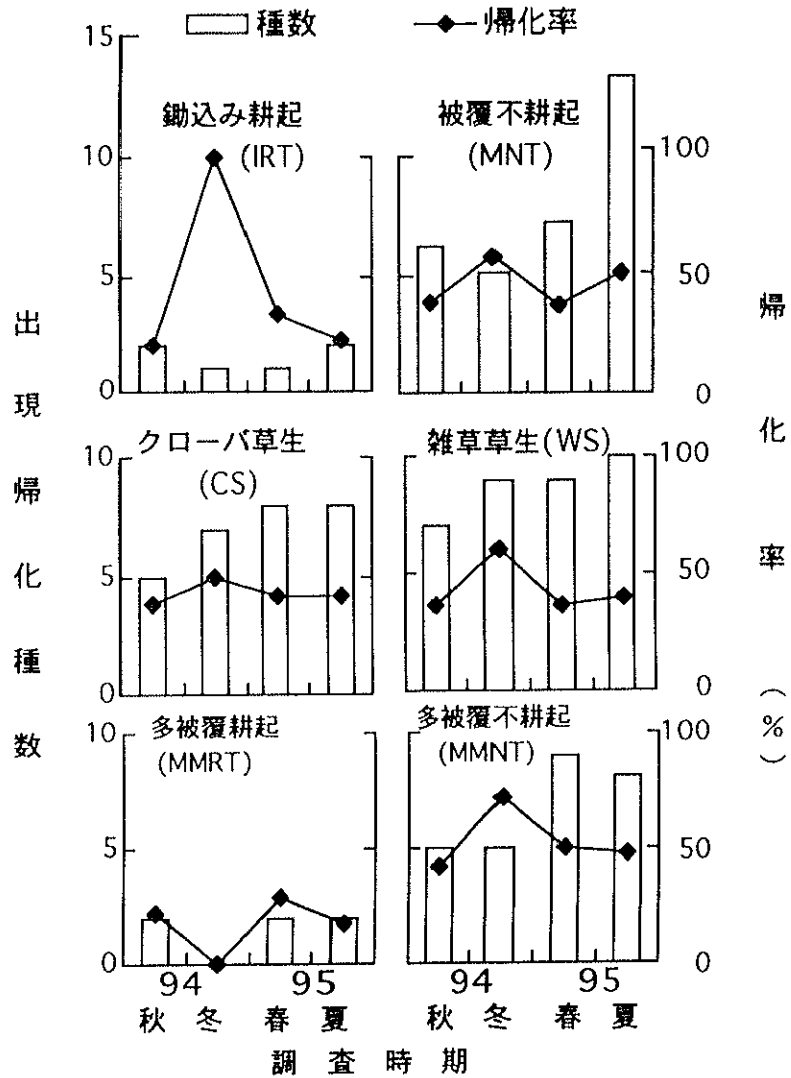 種数 帰化率
15
鋤込み耕起
(IRT)
被覆不耕起
(MNT)
10
5
0
100
50
0
クローバ草生
(CS)
雑草草生(WS)
10
5
0
100
50
0
多被覆耕起
(MMRT)
多被覆不耕起
(MMNT)
10
5
0
100
50
0
94 95 94 95
秋 冬 春 夏 秋 冬 春 夏
調査時期
出現帰化種数
帰化率(%)